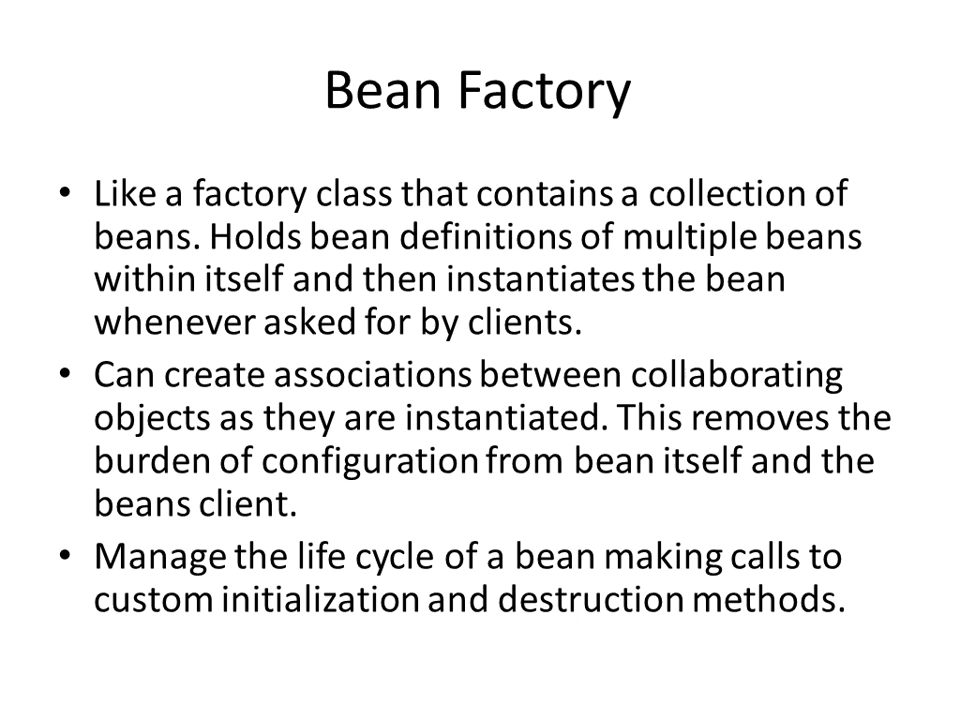 Bean Factory
• Like a factory class that contains a collection of
beans. Holds bean definitions of multiple beans
within itself and then instantiates the bean
whenever asked for by clients.
• Can create associations between collaborating
objects as they are instantiated. This removes the
burden of configuration from bean itself and the
beans client.
• Manage the life cycle of a bean making calls to
custom initialization and destruction methods.